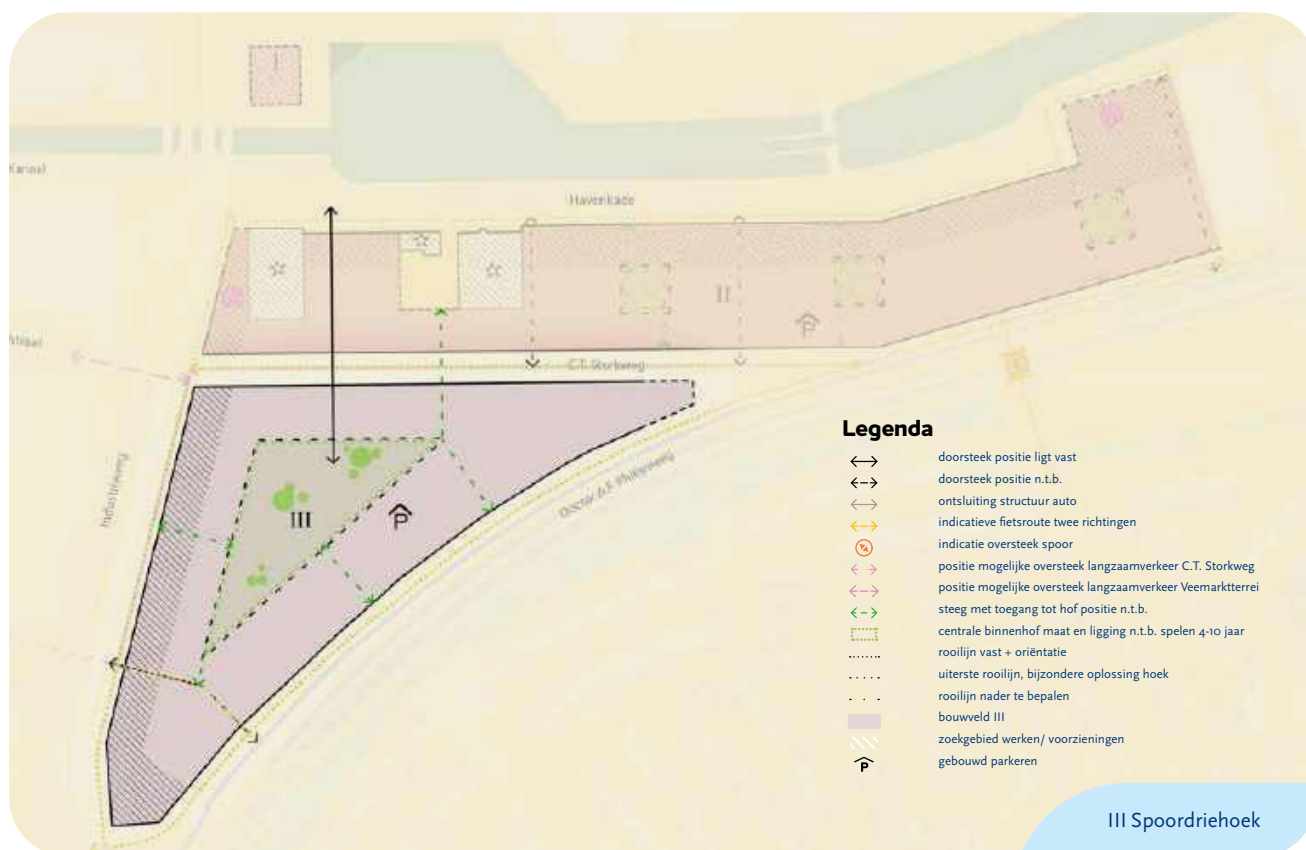 I
Kanaal
Havenkade
II
P
C.T. Storkweg
Industrieweg
III
P
Legenda
doorsteek positie ligt vast
doorsteek positie n.t.b.
ontsluiting structuur auto
indicatieve fietsroute twee richtingen
indicatie oversteek spoor
positie mogelijke oversteek langzaamverkeer C.T. Storkweg
positie mogelijke oversteek langzaamverkeer Veemarktterrei
steeg met toegang tot hof positie n.t.b.
centrale binnenhof maat en ligging n.t.b. spelen 4-10 jaar
rooilijn vast + oriëntatie
uiterste rooilijn, bijzondere oplossing hoek
rooilijn nader te bepalen
bouwveld III
zoekgebied werken/ voorzieningen
P gebouwd parkeren
III Spoordriehoek